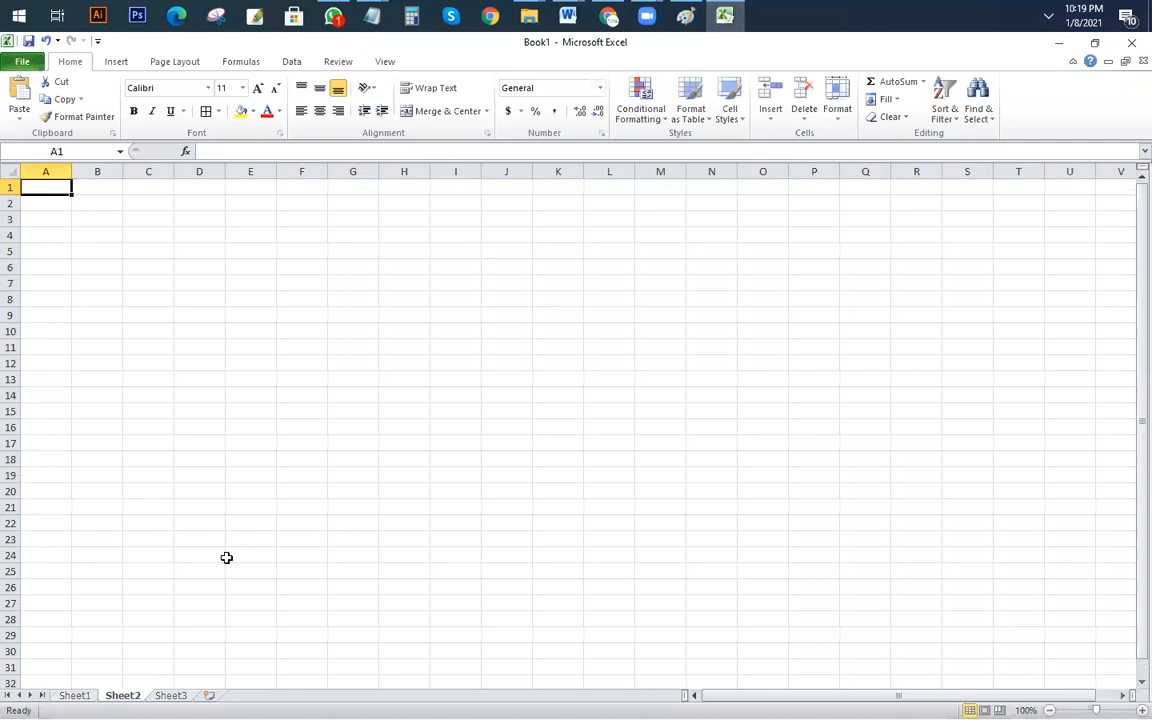 Ai Ps 1 S W 10:19 PM
1/8/2021 10
Book1 - Microsoft Excel
File Home Insert Page Layout Formulas Data Review View
Paste Cut
Copy
Format Painter
Clipboard
Calibri 11 A A
B I U A
Font
Wrap Text
Merge & Center
Alignment
General
$ % ,
Number
Conditional Formatting
Format as Table
Cell Styles
Styles
Insert Delete Format
Cells
Σ AutoSum
Fill
Clear
Sort & Filter
Find & Select
Editing
A1 fx
A B C D E F G H I J K L M N O P Q R S T U V
1
2
3
4
5
6
7
8
9
10
11
12
13
14
15
16
17
18
19
20
21
22
23
24
25
26
27
28
29
30
31
32
Sheet1 Sheet2 Sheet3
Ready 100%